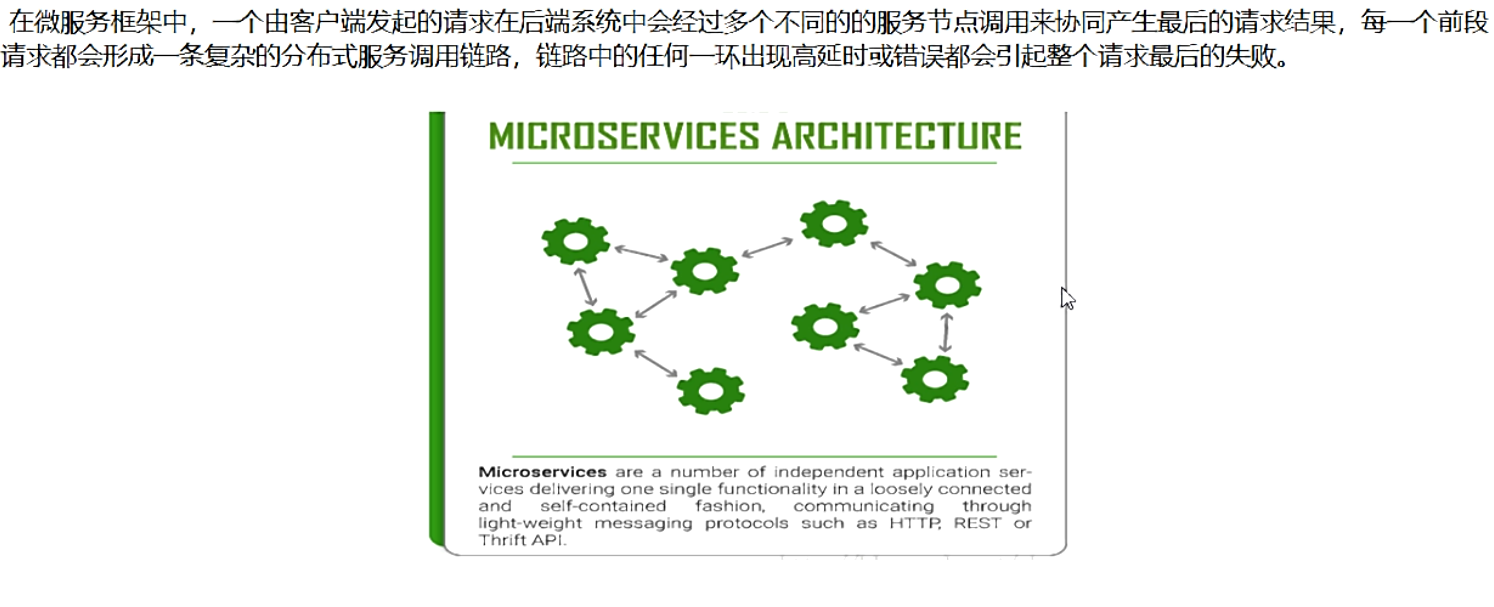 在微服务框架中，一个由客户端发起的请求在后端系统中会经过多个不同的的服务节点调用来协同产生最后的请求结果，每一个前段
请求都会形成一条复杂的分布式服务调用链路，链路中的任何一环出现高延时或错误都会引起整个请求最后的失败。
MICROSERVICES ARCHITECTURE
Microservices are a number of independent application ser-
vices delivering one single functionality in a loosely connected
and self-contained fashion, communicating through
light-weight messaging protocols such as HTTP, REST or
Thrift API.